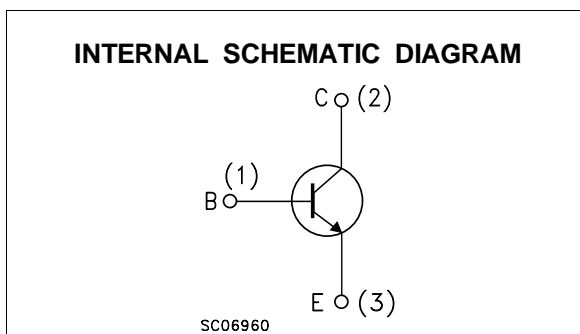 INTERNAL SCHEMATIC DIAGRAM
C (2)
(1)
B
E (3)
SC06960